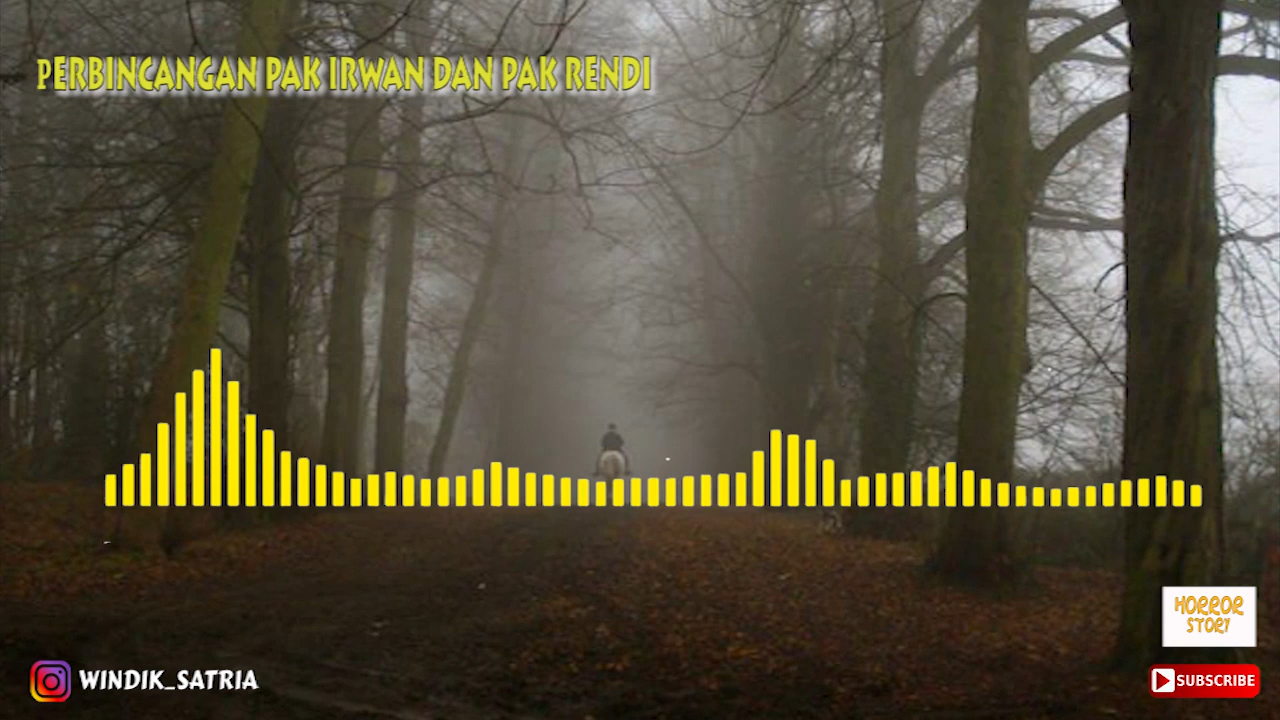 PERBINCANGAN PAK IRWAN DAN PAK RENDI
HORROR
STORY
WINDIK_SATRIA
SUBSCRIBE